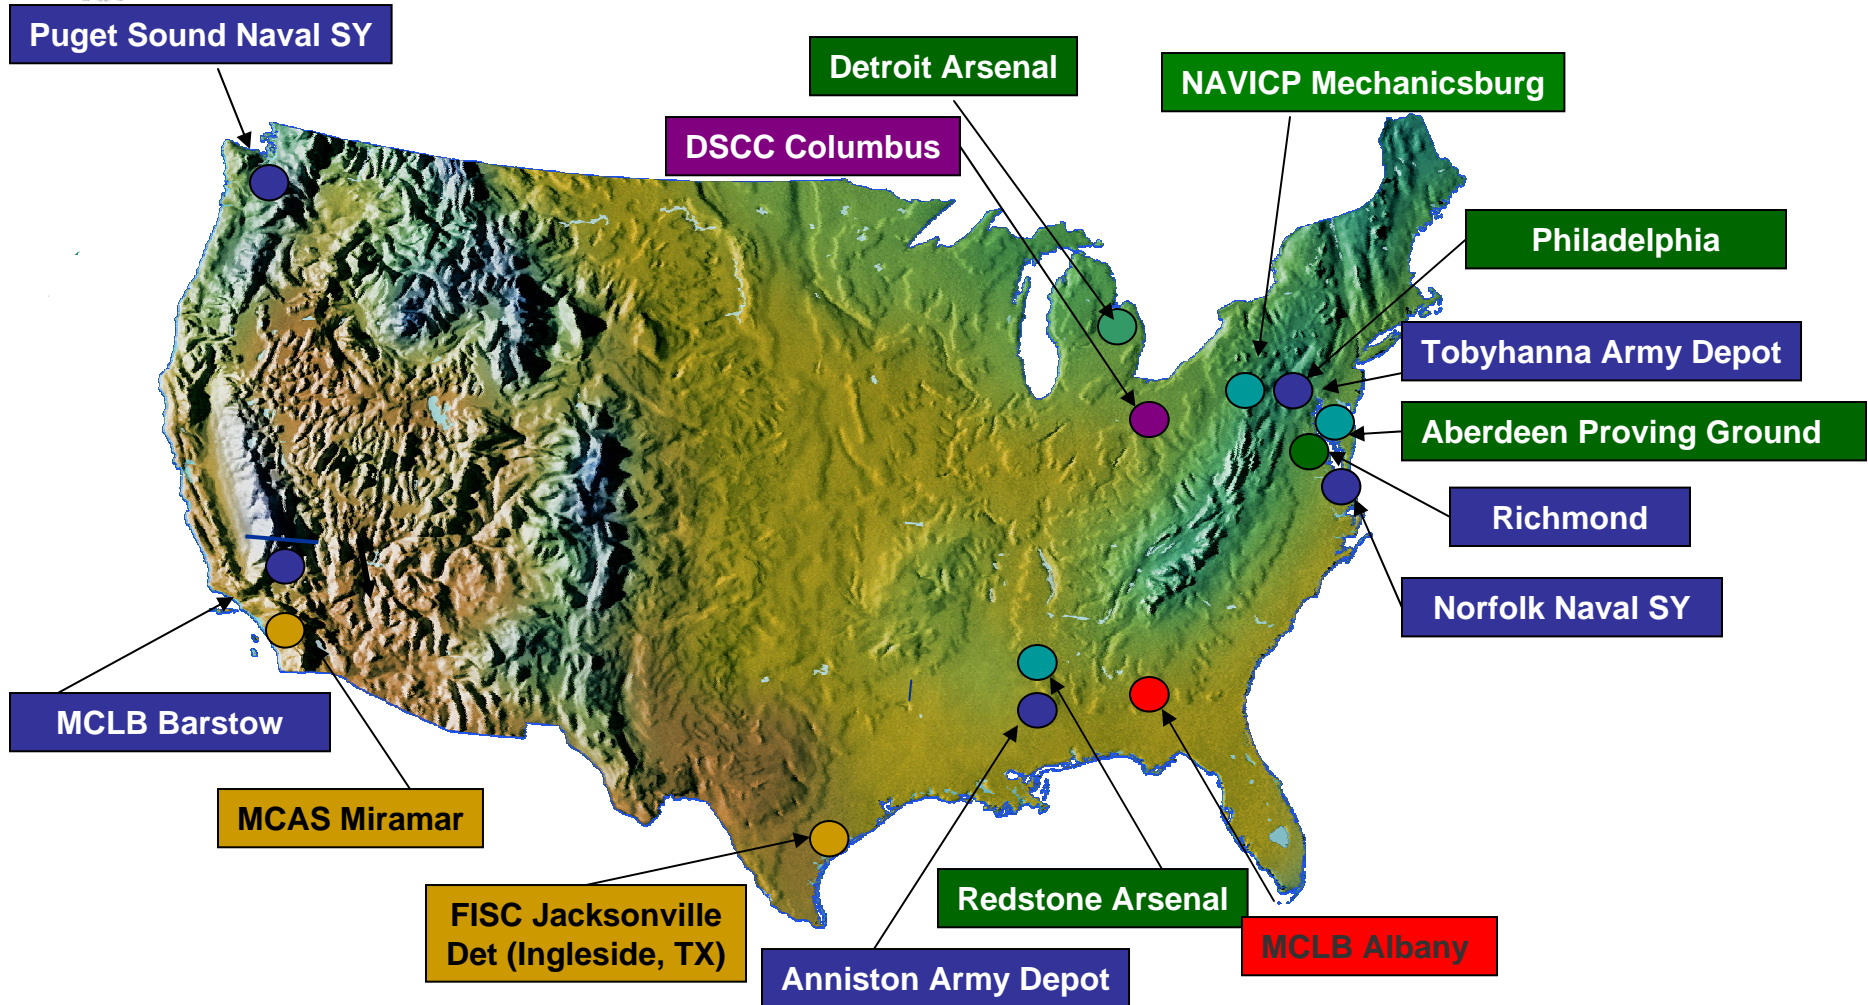 Puget Sound Naval SY
Detroit Arsenal
NAVICP Mechanicsburg
DSCC Columbus
Philadelphia
Tobyhanna Army Depot
Aberdeen Proving Ground
Richmond
Norfolk Naval SY
MCLB Barstow
MCAS Miramar
FISC Jacksonville
Det (Ingleside, TX)
Redstone Arsenal
MCLB Albany
Anniston Army Depot